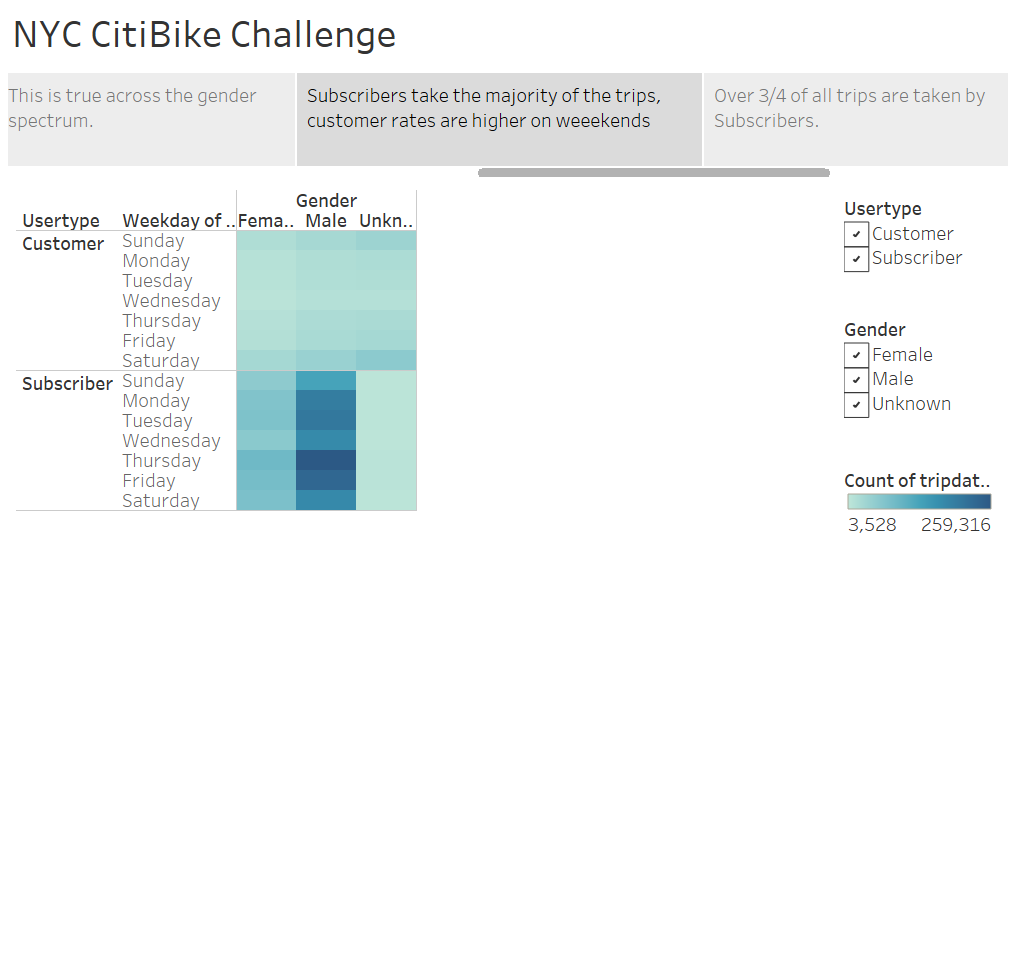 NYC CitiBike Challenge
This is true across the gender
spectrum.
Subscribers take the majority of the trips,
customer rates are higher on weeekends
Over 3/4 of all trips are taken by
Subscribers.
Gender
Usertype Weekday of .. Fema.. Male Unkn..
Customer Sunday
Monday
Tuesday
Wednesday
Thursday
Friday
Saturday
Subscriber Sunday
Monday
Tuesday
Wednesday
Thursday
Friday
Saturday
Usertype
Customer
Subscriber
Gender
Female
Male
Unknown
Count of tripdat..
3,528 259,316